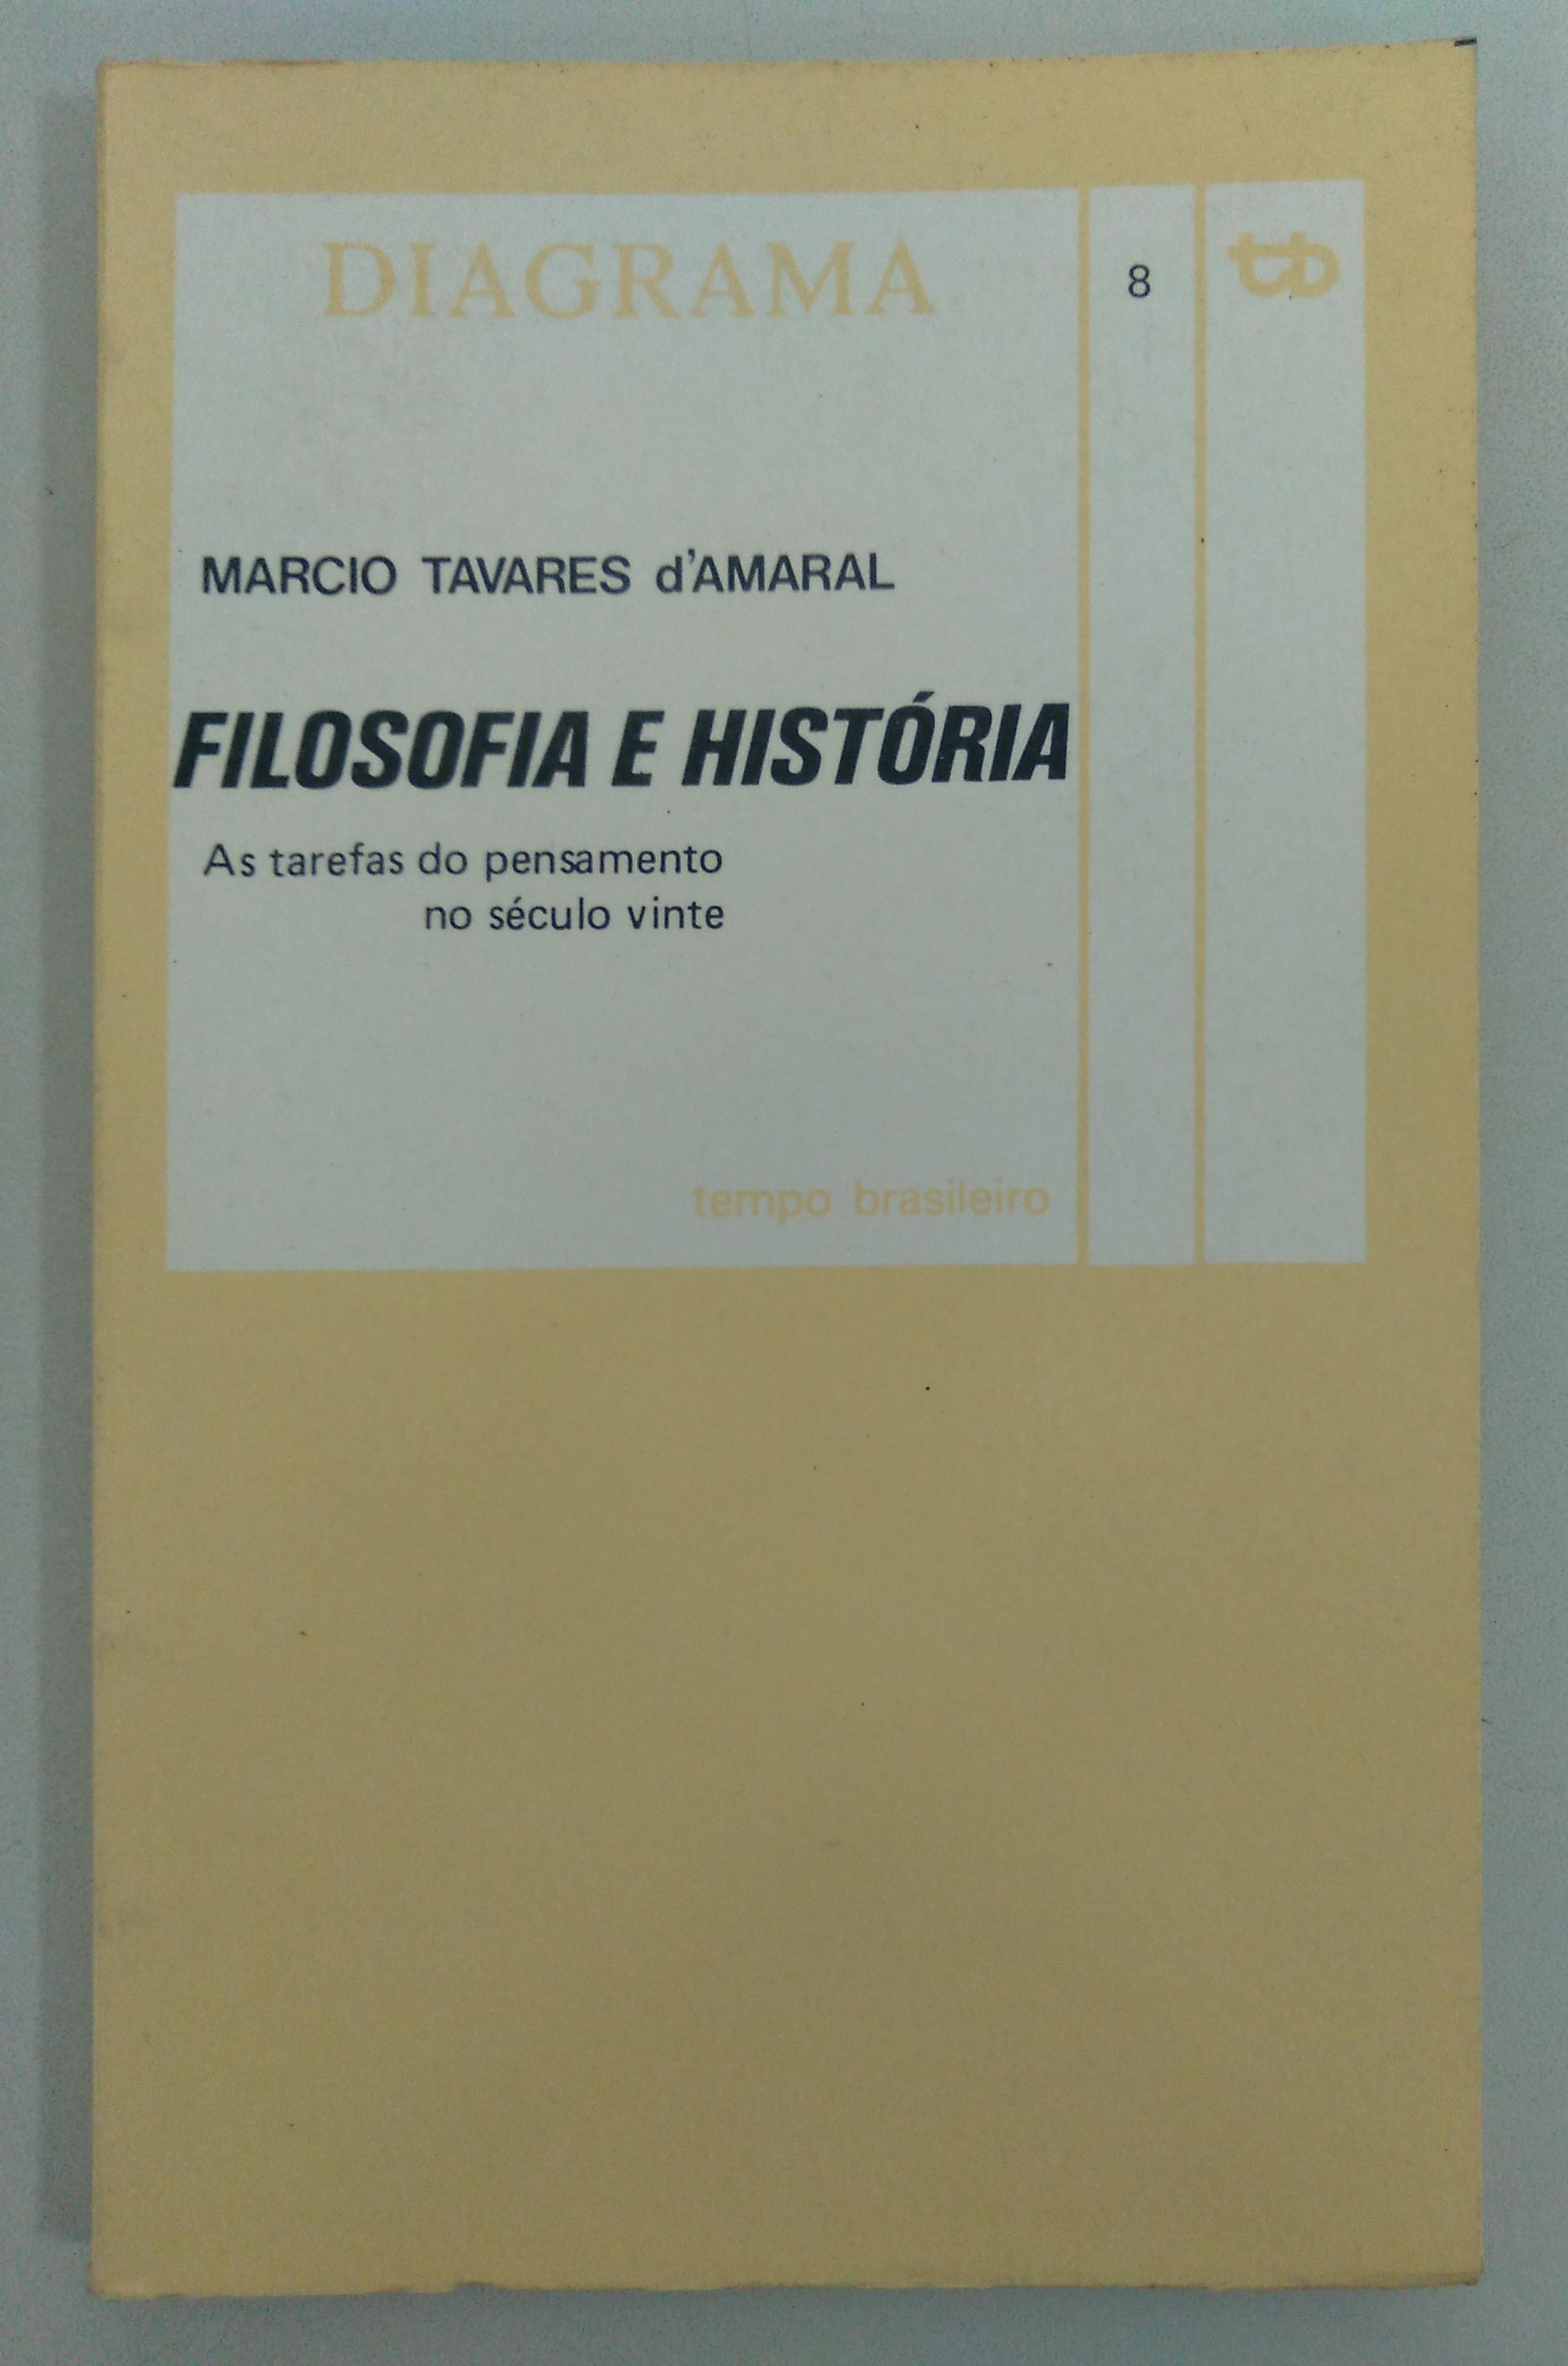 DIAGRAMA
8
tb
MARCIO TAVARES d'AMARAL
FILOSOFIA E HISTÓRIA
As tarefas do pensamento
no século vinte
tempo brasileiro